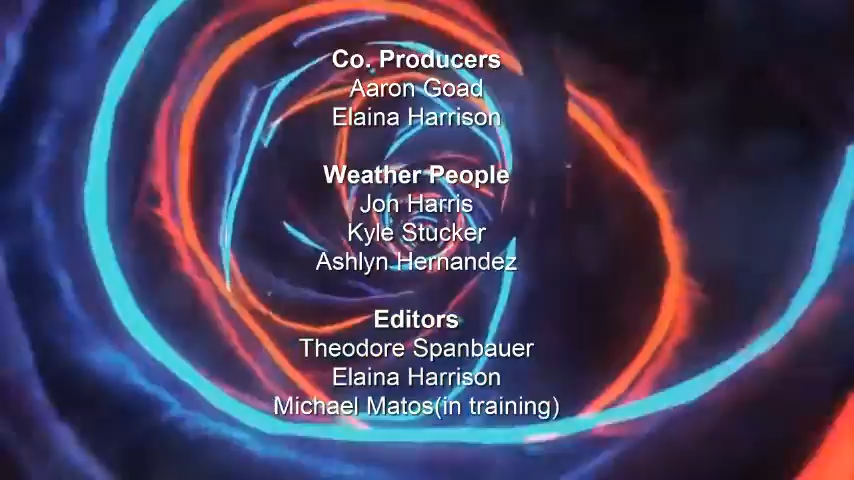 Co. Producers
Aaron Goad
Elaina Harrison
Weather People
Jon Harris
Kyle Stucker
Ashlyn Hernandez
Editors
Theodore Spanbauer
Elaina Harrison
Michael Matos(in training)